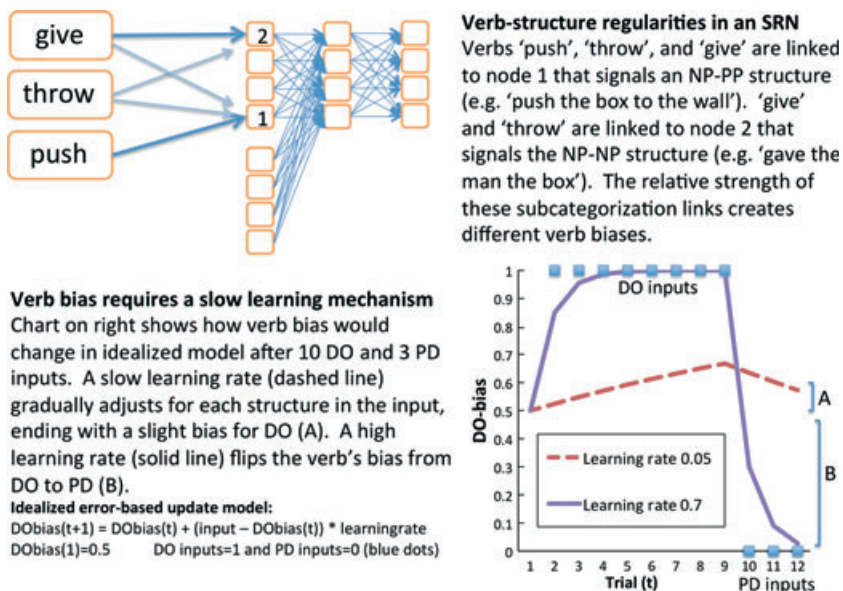 give
throw
push
2
1
Verb-structure regularities in an SRN
Verbs ‘push’, ‘throw’, and ‘give’ are linked
to node 1 that signals an NP-PP structure
(e.g. ‘push the box to the wall’).  ‘give’
and ‘throw’ are linked to node 2 that
signals the NP-NP structure (e.g. ‘gave the
man the box’).  The relative strength of
these subcategorization links creates
different verb biases.
Verb bias requires a slow learning mechanism
Chart on right shows how verb bias would
change in idealized model after 10 DO and 3 PD
inputs.  A slow learning rate (dashed line)
gradually adjusts for each structure in the input,
ending with a slight bias for DO (A).  A high
learning rate (solid line) flips the verb’s bias from
DO to PD (B).
Idealized error-based update model:
DObias(t+1) = DObias(t) + (input – DObias(t)) * learningrate
DObias(1)=0.5 DO inputs=1 and PD inputs=0 (blue dots)
DO-bias
1
0.9
0.8
0.7
0.6
0.5
0.4
0.3
0.2
0.1
0
DO inputs
A
B
Learning rate 0.05
Learning rate 0.7
1 2 3 4 5 6 7 8 9 10 11 12
Trial (t)
PD inputs